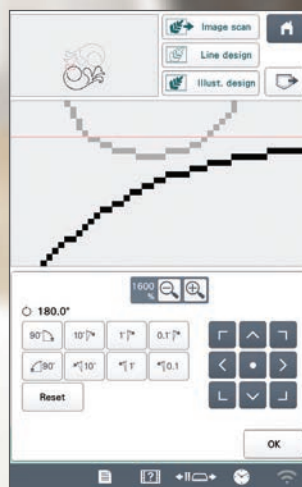 Image scan
Line design
Illust. design
1600 %
180.0°
90° 10° 1° 0.1°
90° 10° 1° 0.1
Reset
OK